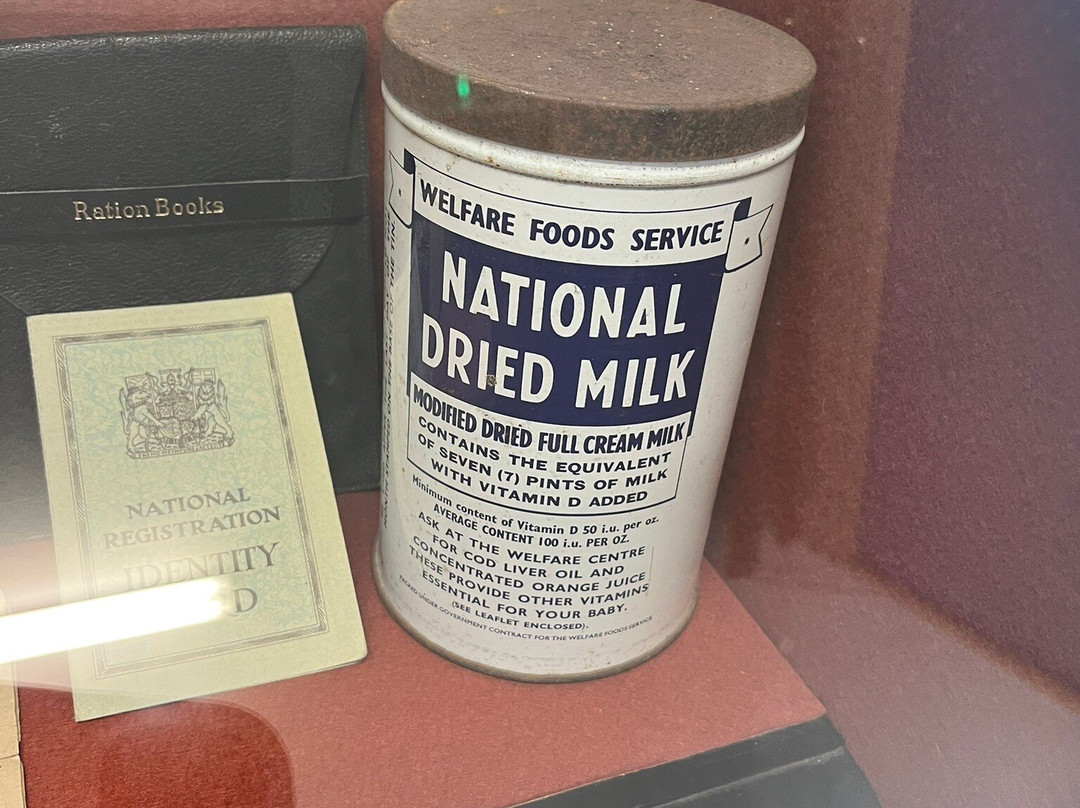 Ration Books
NATIONAL
REGISTRATION
IDENTITY
WELFARE FOODS SERVICE
NATIONAL
DRIED MILK
MODIFIED DRIED FULL CREAM MILK
CONTAINS THE EQUIVALENT
OF SEVEN (7) PINTS OF MILK
WITH VITAMIN D ADDED
Minimum content of Vitamin D 50 i.u. per oz.
AVERAGE CONTENT 100 i.u. PER OZ.
ASK AT THE WELFARE CENTRE
FOR COD LIVER OIL AND
CONCENTRATED ORANGE JUICE
THESE PROVIDE OTHER VITAMINS
ESSENTIAL FOR YOUR BABY.
(SEE LEAFLET ENCLOSED).
PACKED UNDER GOVERNMENT CONTRACT FOR THE WELFARE FOODS SERVICE